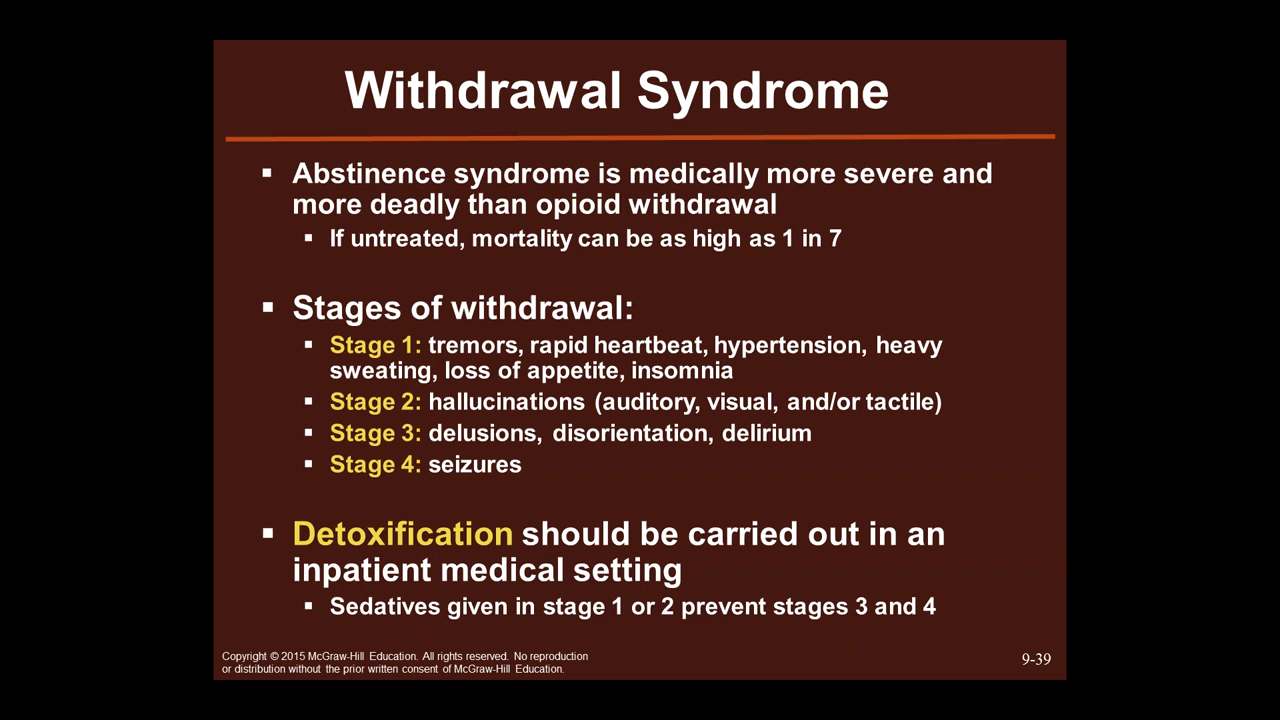 Withdrawal Syndrome
▪ Abstinence syndrome is medically more severe and
more deadly than opioid withdrawal
▪ If untreated, mortality can be as high as 1 in 7
▪ Stages of withdrawal:
▪ Stage 1: tremors, rapid heartbeat, hypertension, heavy
sweating, loss of appetite, insomnia
▪ Stage 2: hallucinations (auditory, visual, and/or tactile)
▪ Stage 3: delusions, disorientation, delirium
▪ Stage 4: seizures
▪ Detoxification should be carried out in an
inpatient medical setting
▪ Sedatives given in stage 1 or 2 prevent stages 3 and 4
Copyright © 2015 McGraw-Hill Education. All rights reserved. No reproduction
or distribution without the prior written consent of McGraw-Hill Education.
9-39